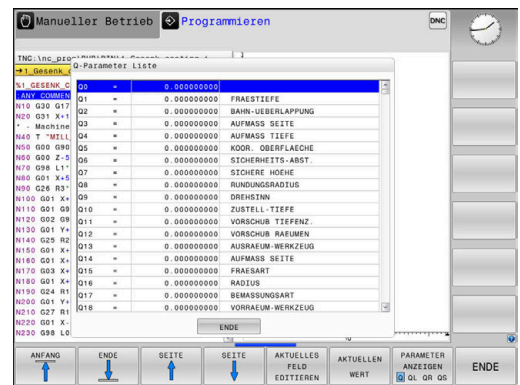 Manueller Betrieb
Programmieren
DNC
Q-Parameter Liste
→1_Gesenk_
%1_GESENK_C
;ANY COMMEN
N10 G30 G17
N20 G31 X+1
* - Machine
N40 T "MILL_
N50 G00 G90
N60 G00 Z-5
N70 G98 L1*
N80 G01 X+5
N90 G26 R3*
N100 G01 X+
N110 G01 G9
N120 G02 G9
N130 G01 Y+
N140 G25 R2
N150 G01 X+
N160 G01 X+
N170 G03 X+
N180 G01 X+
N190 G24 R1
N200 G01 Y+
N210 G27 R1
N220 G01 X-
N230 G98 L0
Q0 = 0.000000000
Q1 = 0.000000000 FRAESTIEFE
Q2 = 0.000000000 BAHN-UEBERLAPPUNG
Q3 = 0.000000000 AUFMASS SEITE
Q4 = 0.000000000 AUFMASS TIEFE
Q5 = 0.000000000 KOOR. OBERFLAECHE
Q6 = 0.000000000 SICHERHEITS-ABST.
Q7 = 0.000000000 SICHERE HOEHE
Q8 = 0.000000000 RUNDUNGSRADIUS
Q9 = 0.000000000 DREHSINN
Q10 = 0.000000000 ZUSTELL-TIEFE
Q11 = 0.000000000 VORSCHUB TIEFENZ.
Q12 = 0.000000000 VORSCHUB RAEUMEN
Q13 = 0.000000000 AUSRAEUM-WERKZEUG
Q14 = 0.000000000 AUFMASS SEITE
Q15 = 0.000000000 FRAESART
Q16 = 0.000000000 RADIUS
Q17 = 0.000000000 BEMASSUNGSART
Q18 = 0.000000000 VORRAEUM-WERKZEUG
ENDE
ANFANG
ENDE
SEITE
SEITE
AKTUELLES
FELD
EDITIEREN
AKTUELLEN
WERT
PARAMETER
ANZEIGEN
Q QL QR QS
ENDE